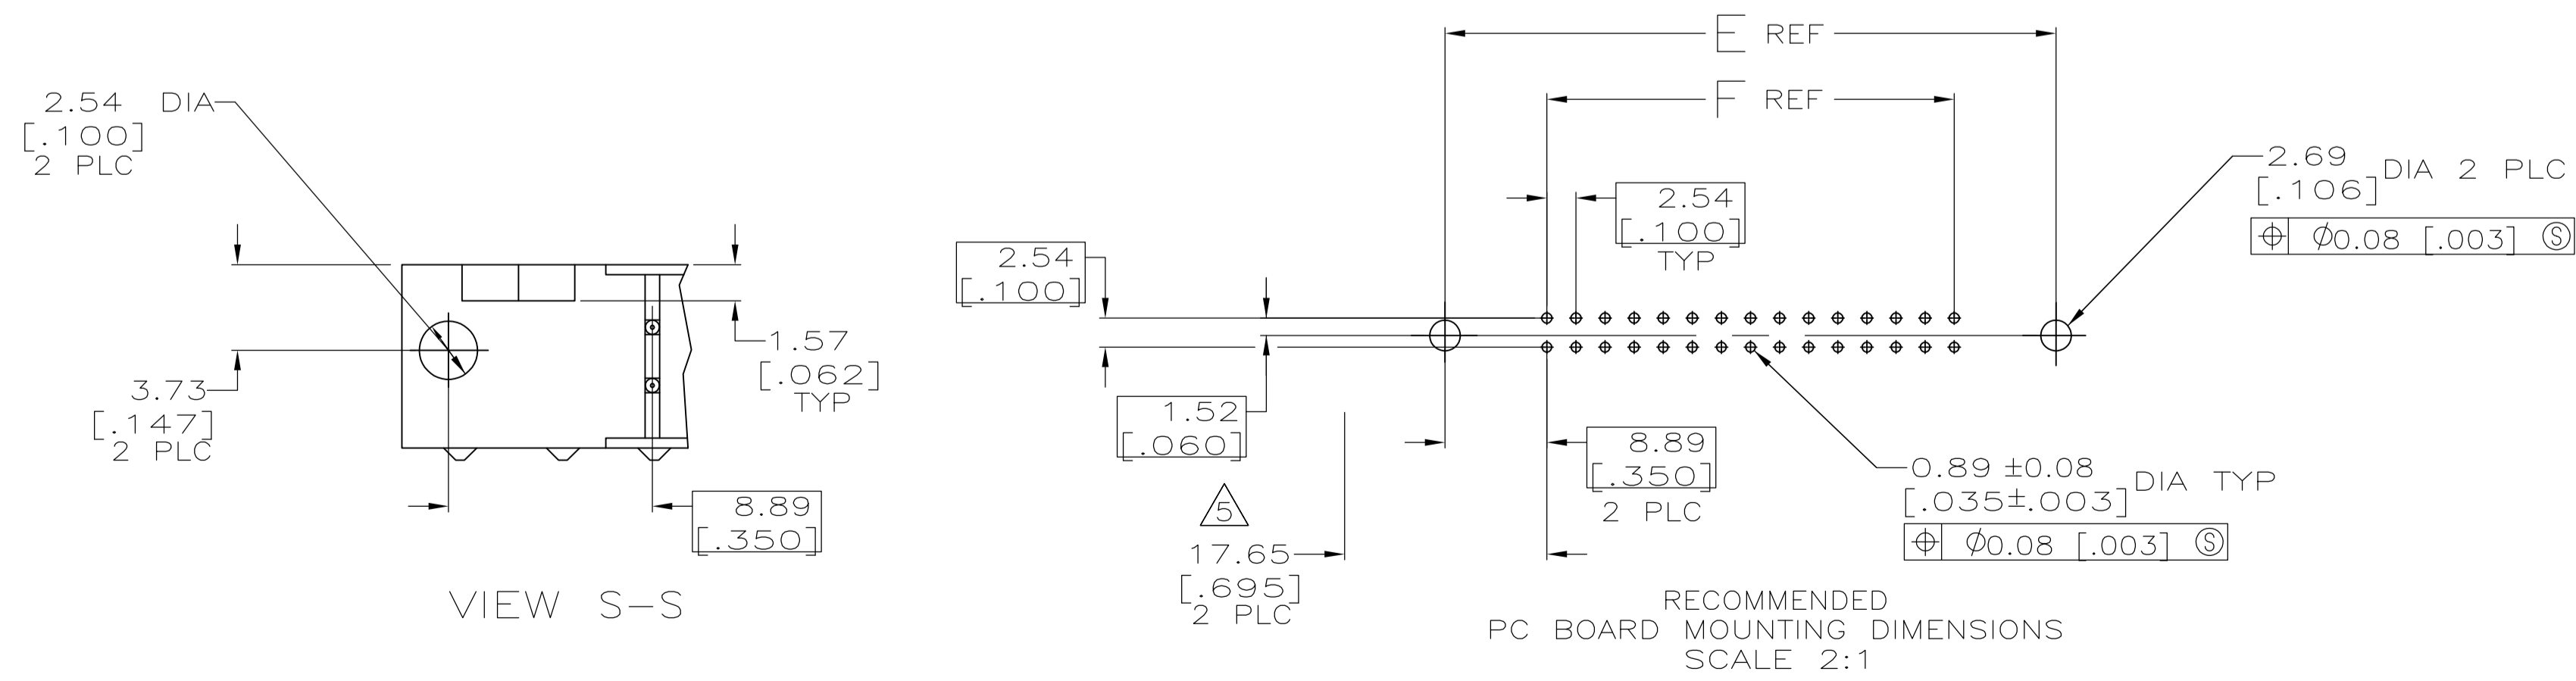 2.54 DIA
[.100]
2 PLC
3.73
[.147]
2 PLC
1.57
[.062]
TYP
8.89
[.350]
VIEW S-S
E REF
F REF
2.54
[.100]
TYP
2.54
[.100]
1.52
[.060]
5
17.65
[.695]
2 PLC
8.89
[.350]
2 PLC
2.69
[.106] DIA 2 PLC
⌖ Ø0.08 [.003] Ⓢ
0.89 ±0.08
[.035±.003] DIA TYP
⌖ Ø0.08 [.003] Ⓢ
RECOMMENDED
PC BOARD MOUNTING DIMENSIONS
SCALE 2:1